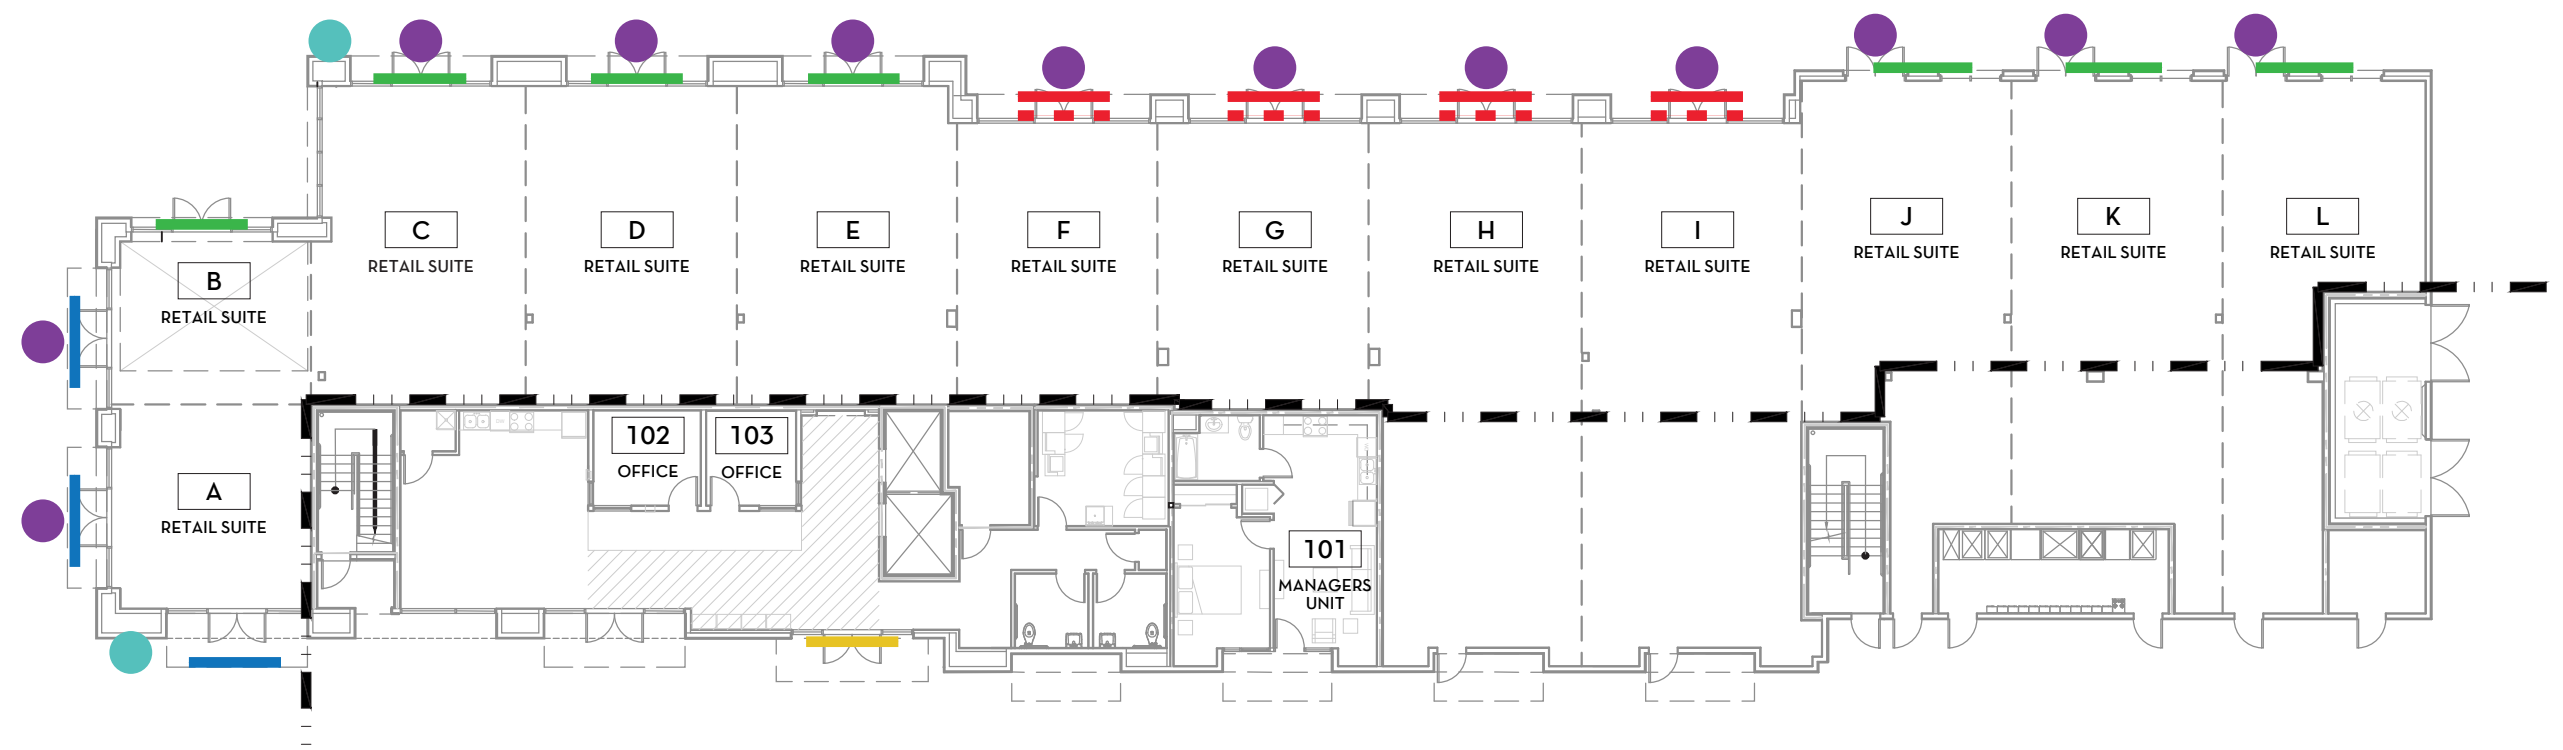 C
RETAIL SUITE
D
RETAIL SUITE
E
RETAIL SUITE
F
RETAIL SUITE
G
RETAIL SUITE
H
RETAIL SUITE
I
RETAIL SUITE
J
RETAIL SUITE
K
RETAIL SUITE
L
RETAIL SUITE
B
RETAIL SUITE
A
RETAIL SUITE
102
OFFICE
103
OFFICE
101
MANAGERS
UNIT